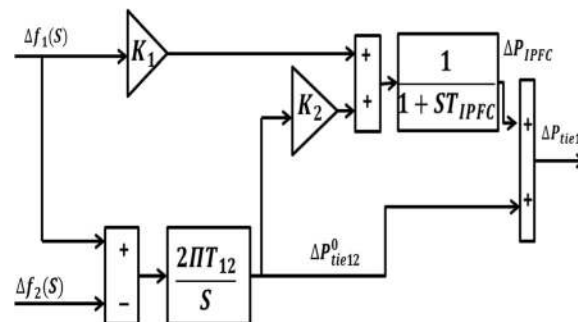 Δf₁(S)
K₁
+
+
1
1 + STIPFC
ΔPIPFC
K₂
+
+
ΔPtie1
+
−
2ΠT₁₂
S
ΔP⁰tie12
Δf₂(S)